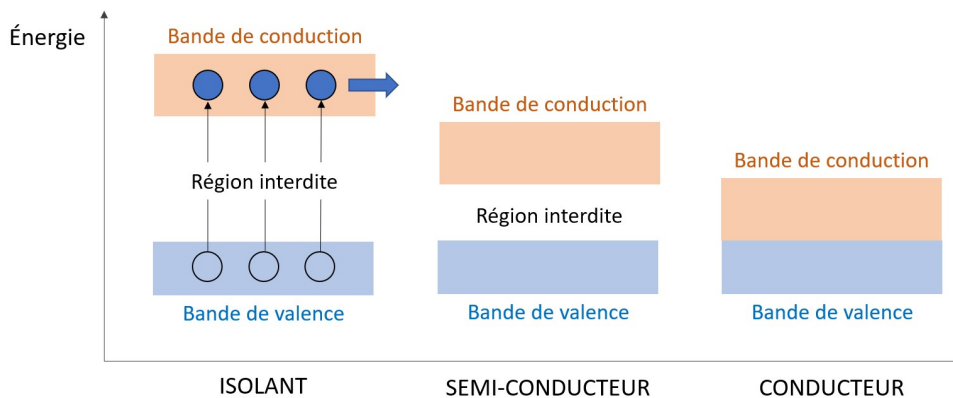 Énergie
Bande de conduction
Région interdite
Bande de valence
Bande de conduction
Région interdite
Bande de valence
Bande de conduction
Bande de valence
ISOLANT
SEMI-CONDUCTEUR
CONDUCTEUR